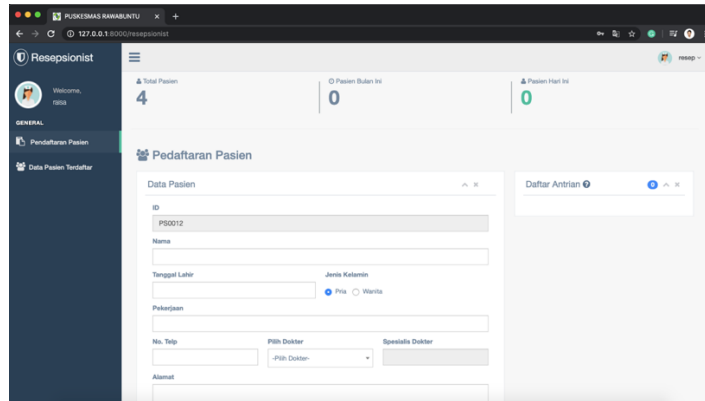 PUSKESMAS RAWABUNTU
127.0.0.1:8000/resepsionist
Resepsionist
resep
Welcome,
raisa
GENERAL
Pendaftaran Pasien
Data Pasien Terdaftar
Total Pasien
4
Pasien Bulan Ini
0
Pasien Hari Ini
0
Pedaftaran Pasien
Data Pasien
Daftar Antrian
0
ID
PS0012
Nama
Tanggal Lahir
Jenis Kelamin
Pria Wanita
Pekerjaan
No. Telp
Pilih Dokter
Spesialis Dokter
-Pilih Dokter-
Alamat